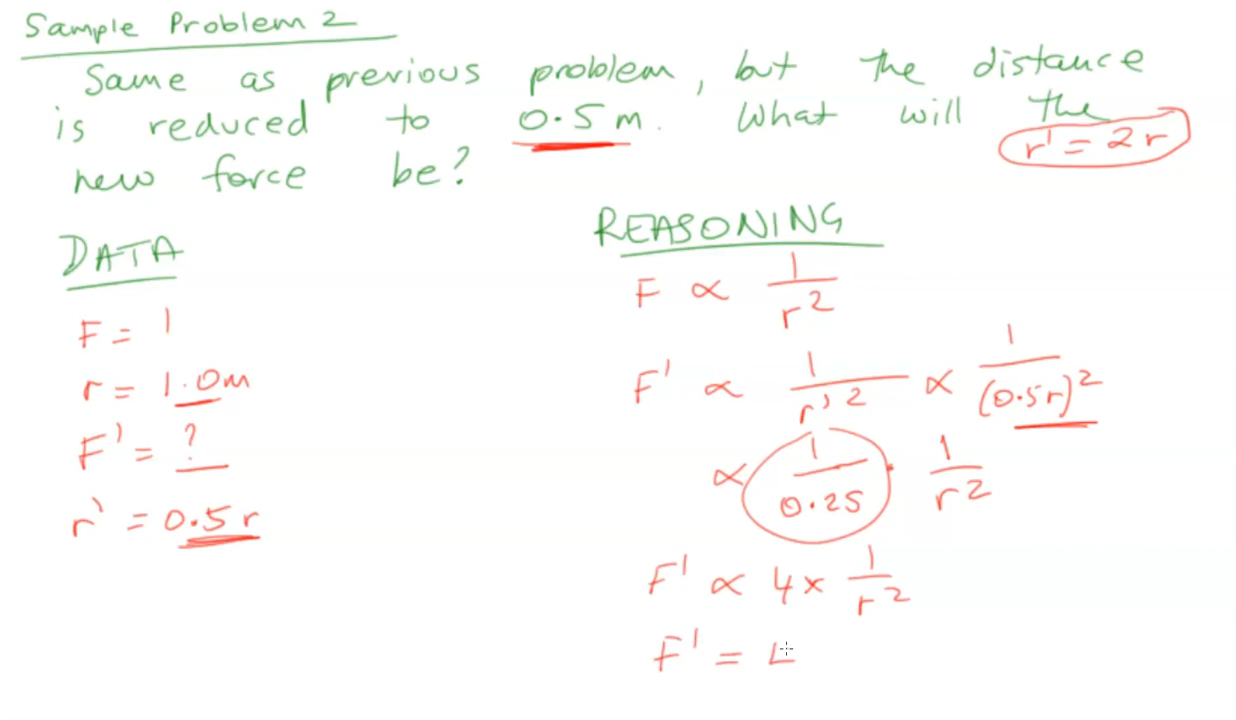 Sample Problem 2
Same as previous problem, but the distance
is reduced to 0.5 m. What will the
r' = 2r
new force be?
DATA
REASONING
F ∝ 1/r²
F = 1
r = 1.0m
F' ∝ 1/r'² ∝ 1/(0.5r)²
F' = ?
∝ 1/0.25 · 1/r²
r' = 0.5r
F' ∝ 4 × 1/r²
F' =